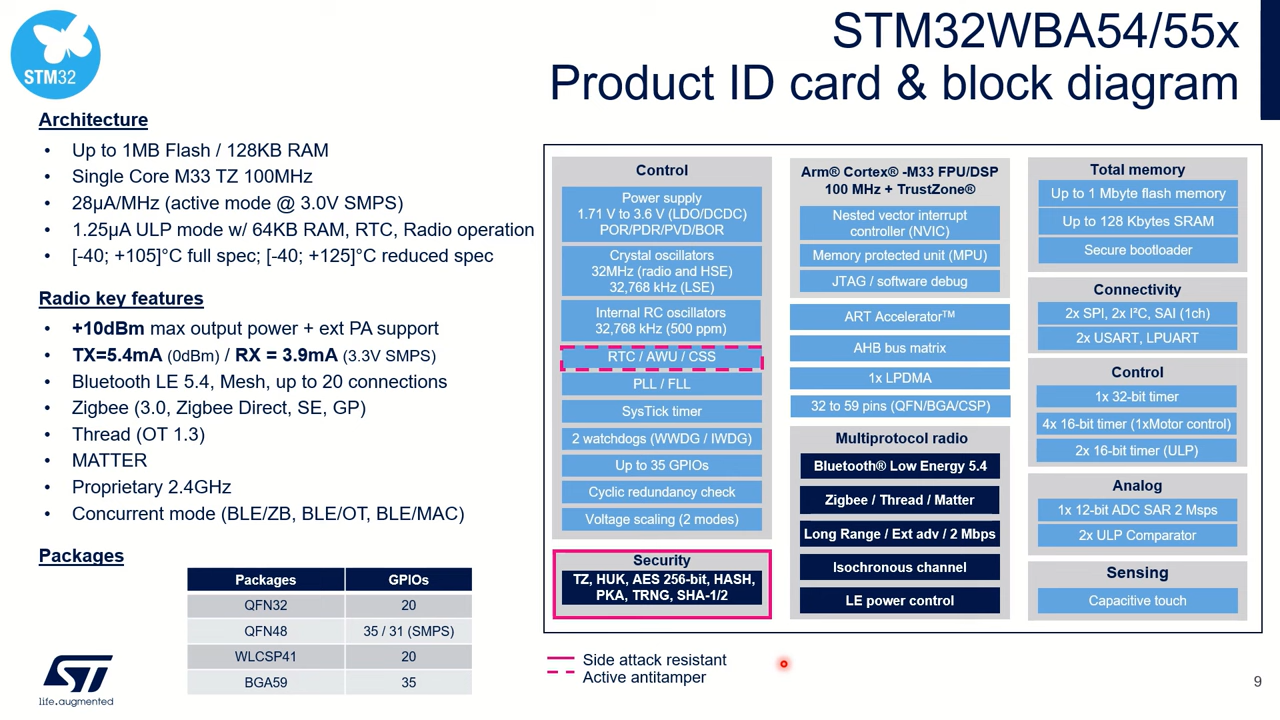 STM32
STM32WBA54/55x
Product ID card & block diagram
Architecture
• Up to 1MB Flash / 128KB RAM
• Single Core M33 TZ 100MHz
• 28µA/MHz (active mode @ 3.0V SMPS)
• 1.25µA ULP mode w/ 64KB RAM, RTC, Radio operation
• [-40; +105]°C full spec; [-40; +125]°C reduced spec
Radio key features
• +10dBm max output power + ext PA support
• TX=5.4mA (0dBm) / RX = 3.9mA (3.3V SMPS)
• Bluetooth LE 5.4, Mesh, up to 20 connections
• Zigbee (3.0, Zigbee Direct, SE, GP)
• Thread (OT 1.3)
• MATTER
• Proprietary 2.4GHz
• Concurrent mode (BLE/ZB, BLE/OT, BLE/MAC)
Packages
Packages GPIOs
QFN32 20
QFN48 35 / 31 (SMPS)
WLCSP41 20
BGA59 35
Control
Power supply
1.71 V to 3.6 V (LDO/DCDC)
POR/PDR/PVD/BOR
Crystal oscillators
32MHz (radio and HSE)
32,768 kHz (LSE)
Internal RC oscillators
32,768 kHz (500 ppm)
RTC / AWU / CSS
PLL / FLL
SysTick timer
2 watchdogs (WWDG / IWDG)
Up to 35 GPIOs
Cyclic redundancy check
Voltage scaling (2 modes)
Security
TZ, HUK, AES 256-bit, HASH,
PKA, TRNG, SHA-1/2
Arm® Cortex® -M33 FPU/DSP
100 MHz + TrustZone®
Nested vector interrupt
controller (NVIC)
Memory protected unit (MPU)
JTAG / software debug
ART Accelerator™
AHB bus matrix
1x LPDMA
32 to 59 pins (QFN/BGA/CSP)
Multiprotocol radio
Bluetooth® Low Energy 5.4
Zigbee / Thread / Matter
Long Range / Ext adv / 2 Mbps
Isochronous channel
LE power control
Total memory
Up to 1 Mbyte flash memory
Up to 128 Kbytes SRAM
Secure bootloader
Connectivity
2x SPI, 2x I²C, SAI (1ch)
2x USART, LPUART
Control
1x 32-bit timer
4x 16-bit timer (1xMotor control)
2x 16-bit timer (ULP)
Analog
1x 12-bit ADC SAR 2 Msps
2x ULP Comparator
Sensing
Capacitive touch
Side attack resistant
Active antitamper
ST
life.augmented
9